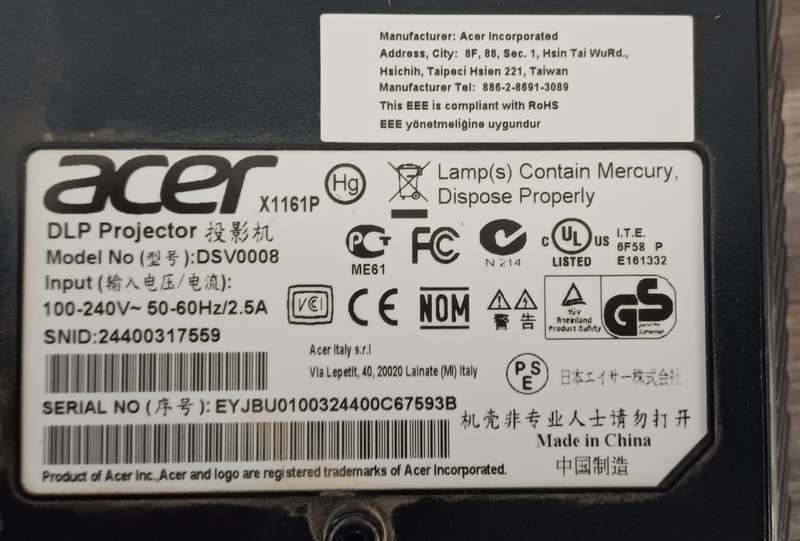 Manufacturer: Acer Incorporated
Address, City: 8F, 88, Sec. 1, Hsin Tai WuRd.,
Hsichih, Taipeci Hsien 221, Taiwan
Manufacturer Tel: 886-2-8691-3089
This EEE is compliant with RoHS
EEE yönetmeliğine uygundur
acer X1161P
Hg
Lamp(s) Contain Mercury,
Dispose Properly
DLP Projector 投影机
Model No (型号):DSV0008
Input (输入电压/电流):
100-240V~ 50-60Hz/2.5A
SNID:24400317559
PCT
ME61
FC
N 214
C UL US
LISTED
I.T.E.
6F58 P
E161332
VCI
CE
NOM
警告
TÜV
Rheinland
Product Safety
GS
Acer Italy s.r.l
Via Lepetit, 40, 20020 Lainate (MI) Italy
PSE
日本エイサー株式会社
SERIAL NO (序号): EYJBU0100324400C67593B
机壳非专业人士请勿打开
Made in China
中国制造
Product of Acer Inc.,Acer and logo are registered trademarks of Acer Incorporated.